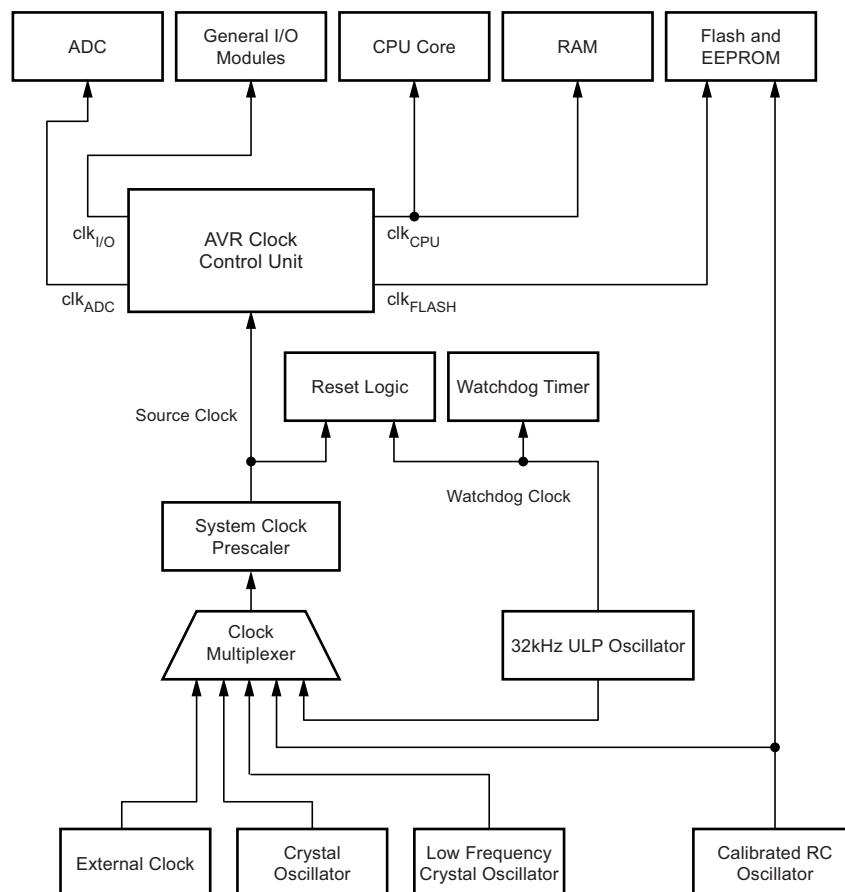 ADC
General I/O
Modules
CPU Core
RAM
Flash and
EEPROM
clkI/O
AVR Clock
Control Unit
clkCPU
clkADC
clkFLASH
Reset Logic
Watchdog Timer
Source Clock
Watchdog Clock
System Clock
Prescaler
Clock
Multiplexer
32kHz ULP Oscillator
External Clock
Crystal
Oscillator
Low Frequency
Crystal Oscillator
Calibrated RC
Oscillator